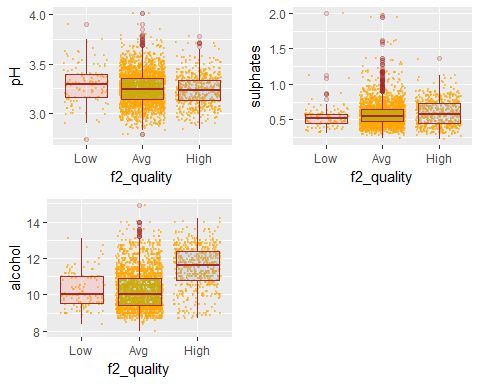 4.0
3.5
3.0
pH
Low Avg High
f2_quality
2.0
1.5
1.0
0.5
sulphates
Low Avg High
f2_quality
14
12
10
8
alcohol
Low Avg High
f2_quality